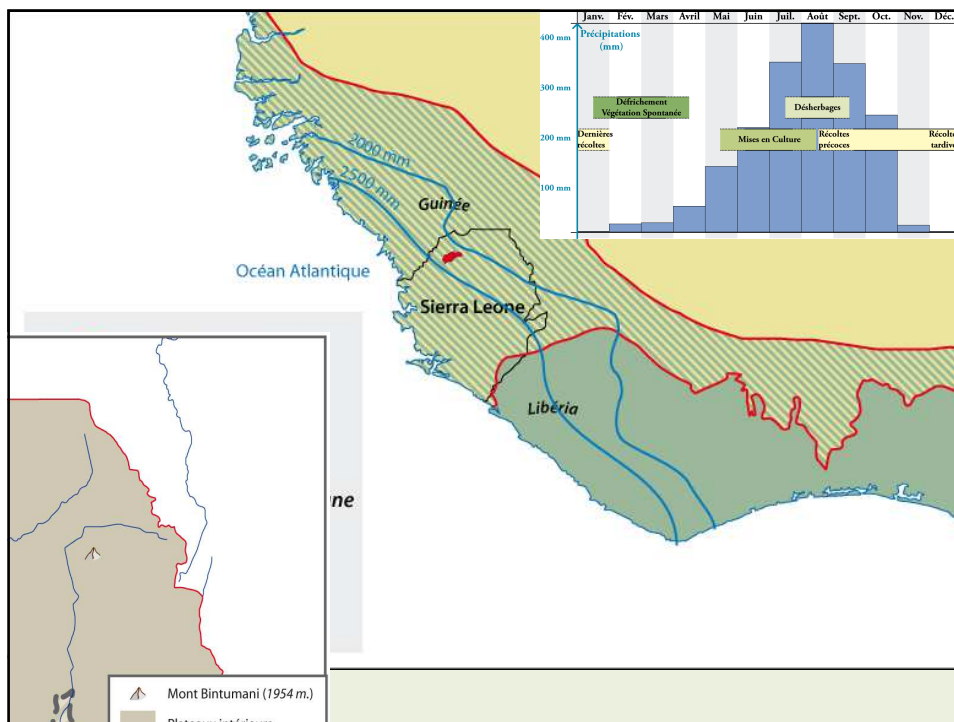 Janv. Fév. Mars Avril Mai Juin Juil. Août Sept. Oct. Nov. Déc.
400 mm
Précipitations
(mm)
300 mm
200 mm
100 mm
Défrichement
Végétation Spontanée
Désherbages
Dernières
récoltes
Mises en Culture
Récoltes
précoces
2000 mm
2500 mm
Guinée
Océan Atlantique
Sierra Leone
Libéria
Mont Bintumani (1954 m.)